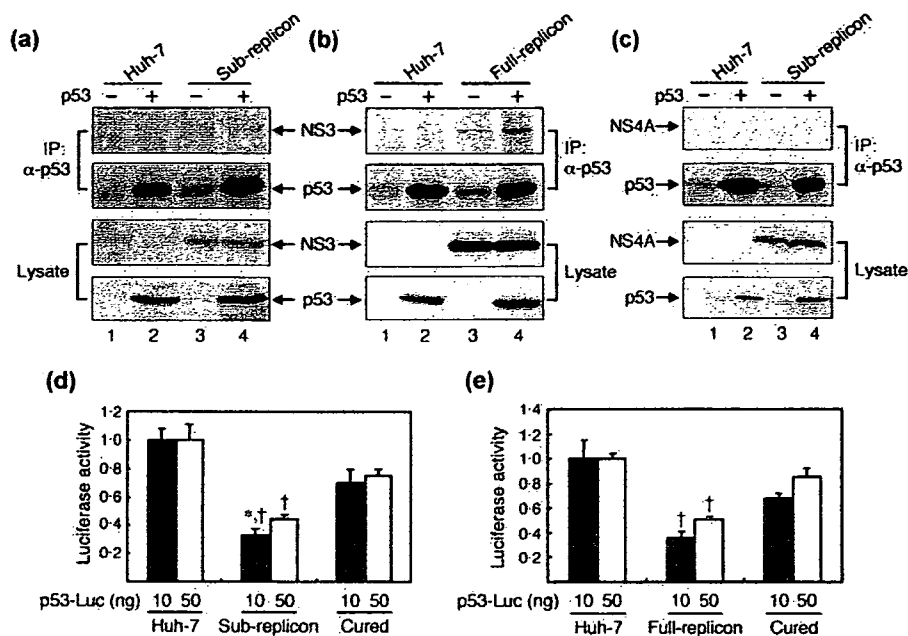 (a)
Huh-7 Sub-replicon
p53 − + − +
IP: α-p53
NS3
p53
Lysate
NS3
p53
1 2 3 4
(b)
Huh-7 Full-replicon
p53 − + − +
IP: α-p53
Lysate
1 2 3 4
(c)
Huh-7 Sub-replicon
p53 − + − +
NS4A
p53
IP: α-p53
NS4A
p53
Lysate
1 2 3 4
(d)
Luciferase activity
1·2
1·0
0·8
0·6
0·4
0·2
*,† †
p53-Luc (ng) 10 50 10 50 10 50
Huh-7 Sub-replicon Cured
(e)
Luciferase activity
1·4
1·2
1·0
0·8
0·6
0·4
0·2
† †
p53-Luc (ng) 10 50 10 50 10 50
Huh-7 Full-replicon Cured